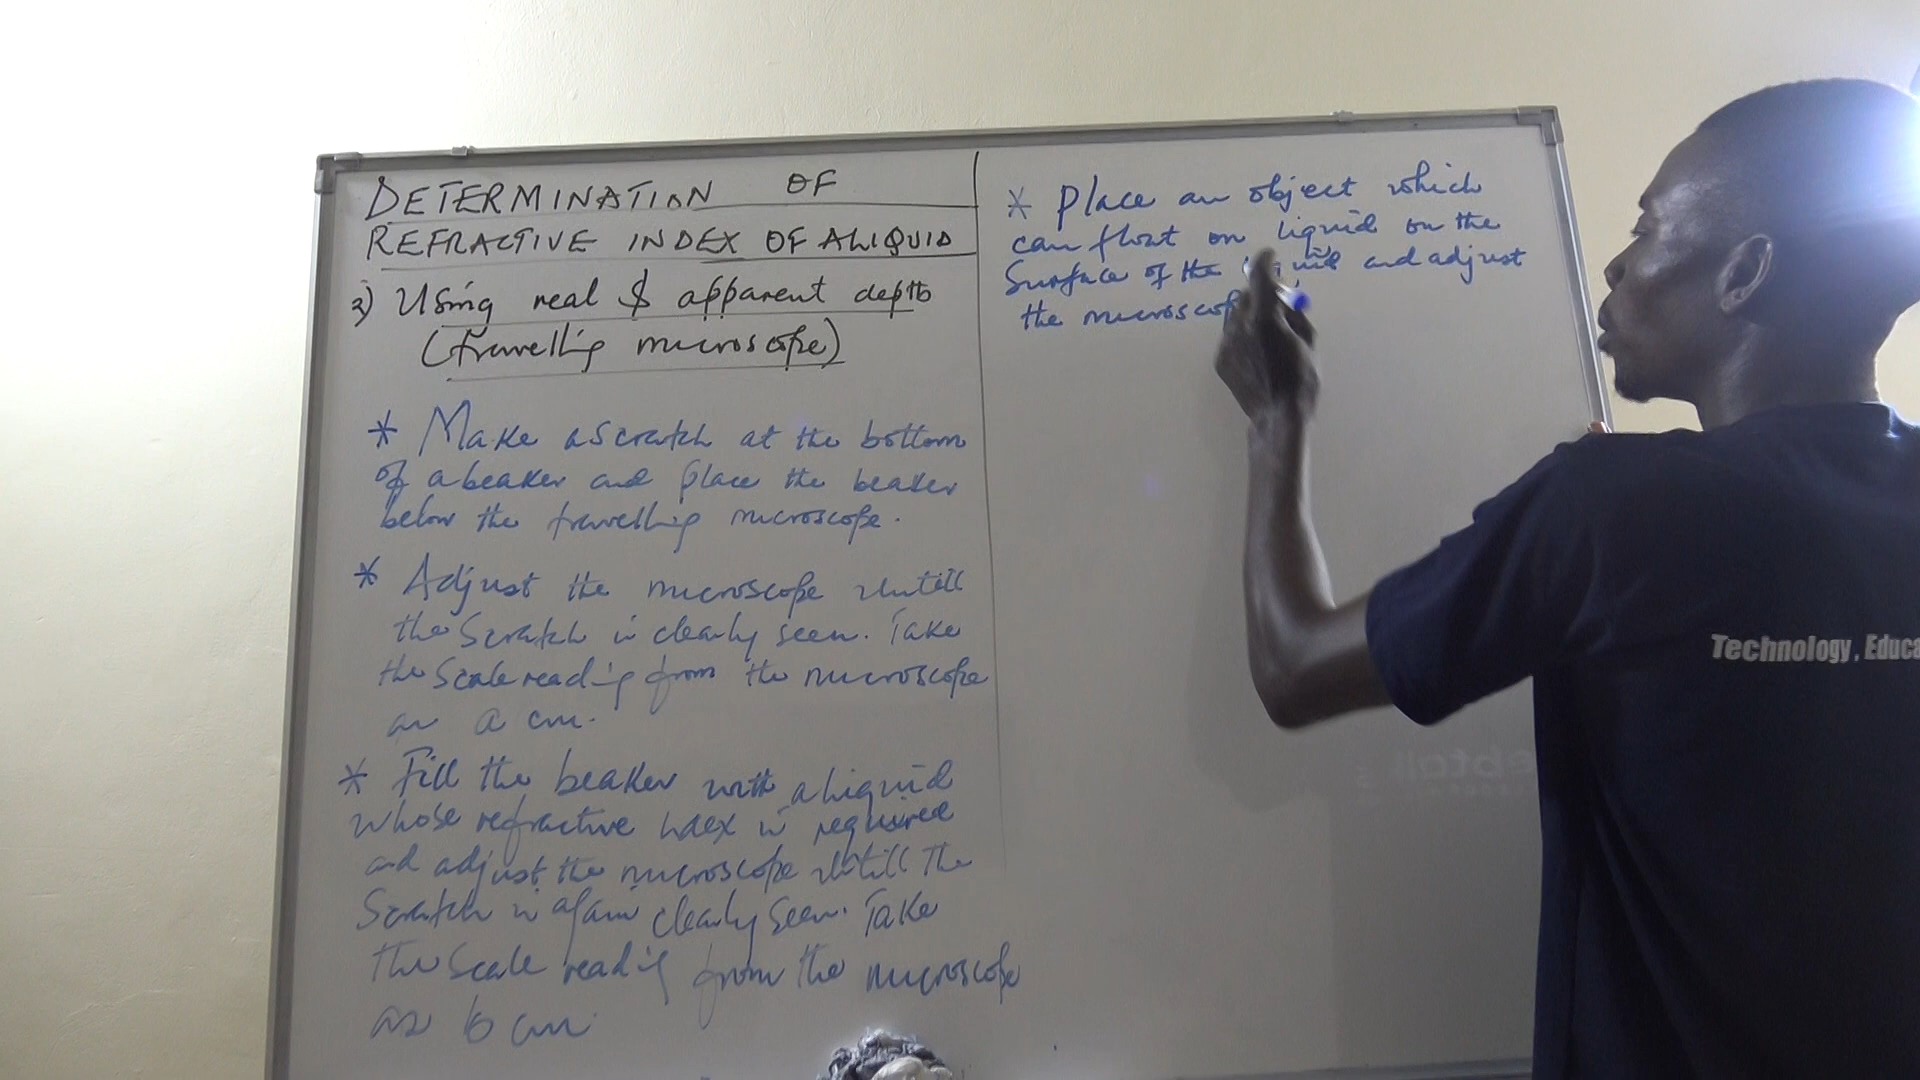 DETERMINATION OF
REFRACTIVE INDEX OF A LIQUID
2) Using real & apparent depth
(travelling microscope)
* Make a scratch at the bottom
of a beaker and place the beaker
below the travelling microscope.
* Adjust the microscope untill
the scratch is clearly seen. Take
the scale reading from the microscope
as a cm.
* Fill the beaker with a liquid
whose refractive index is required
and adjust the microscope untill the
scratch is again clearly seen. Take
the scale reading from the microscope
as b cm.
* Place an object which
can float on liquid on the
surface of the liquid and adjust
the microscope
Technology, Educa